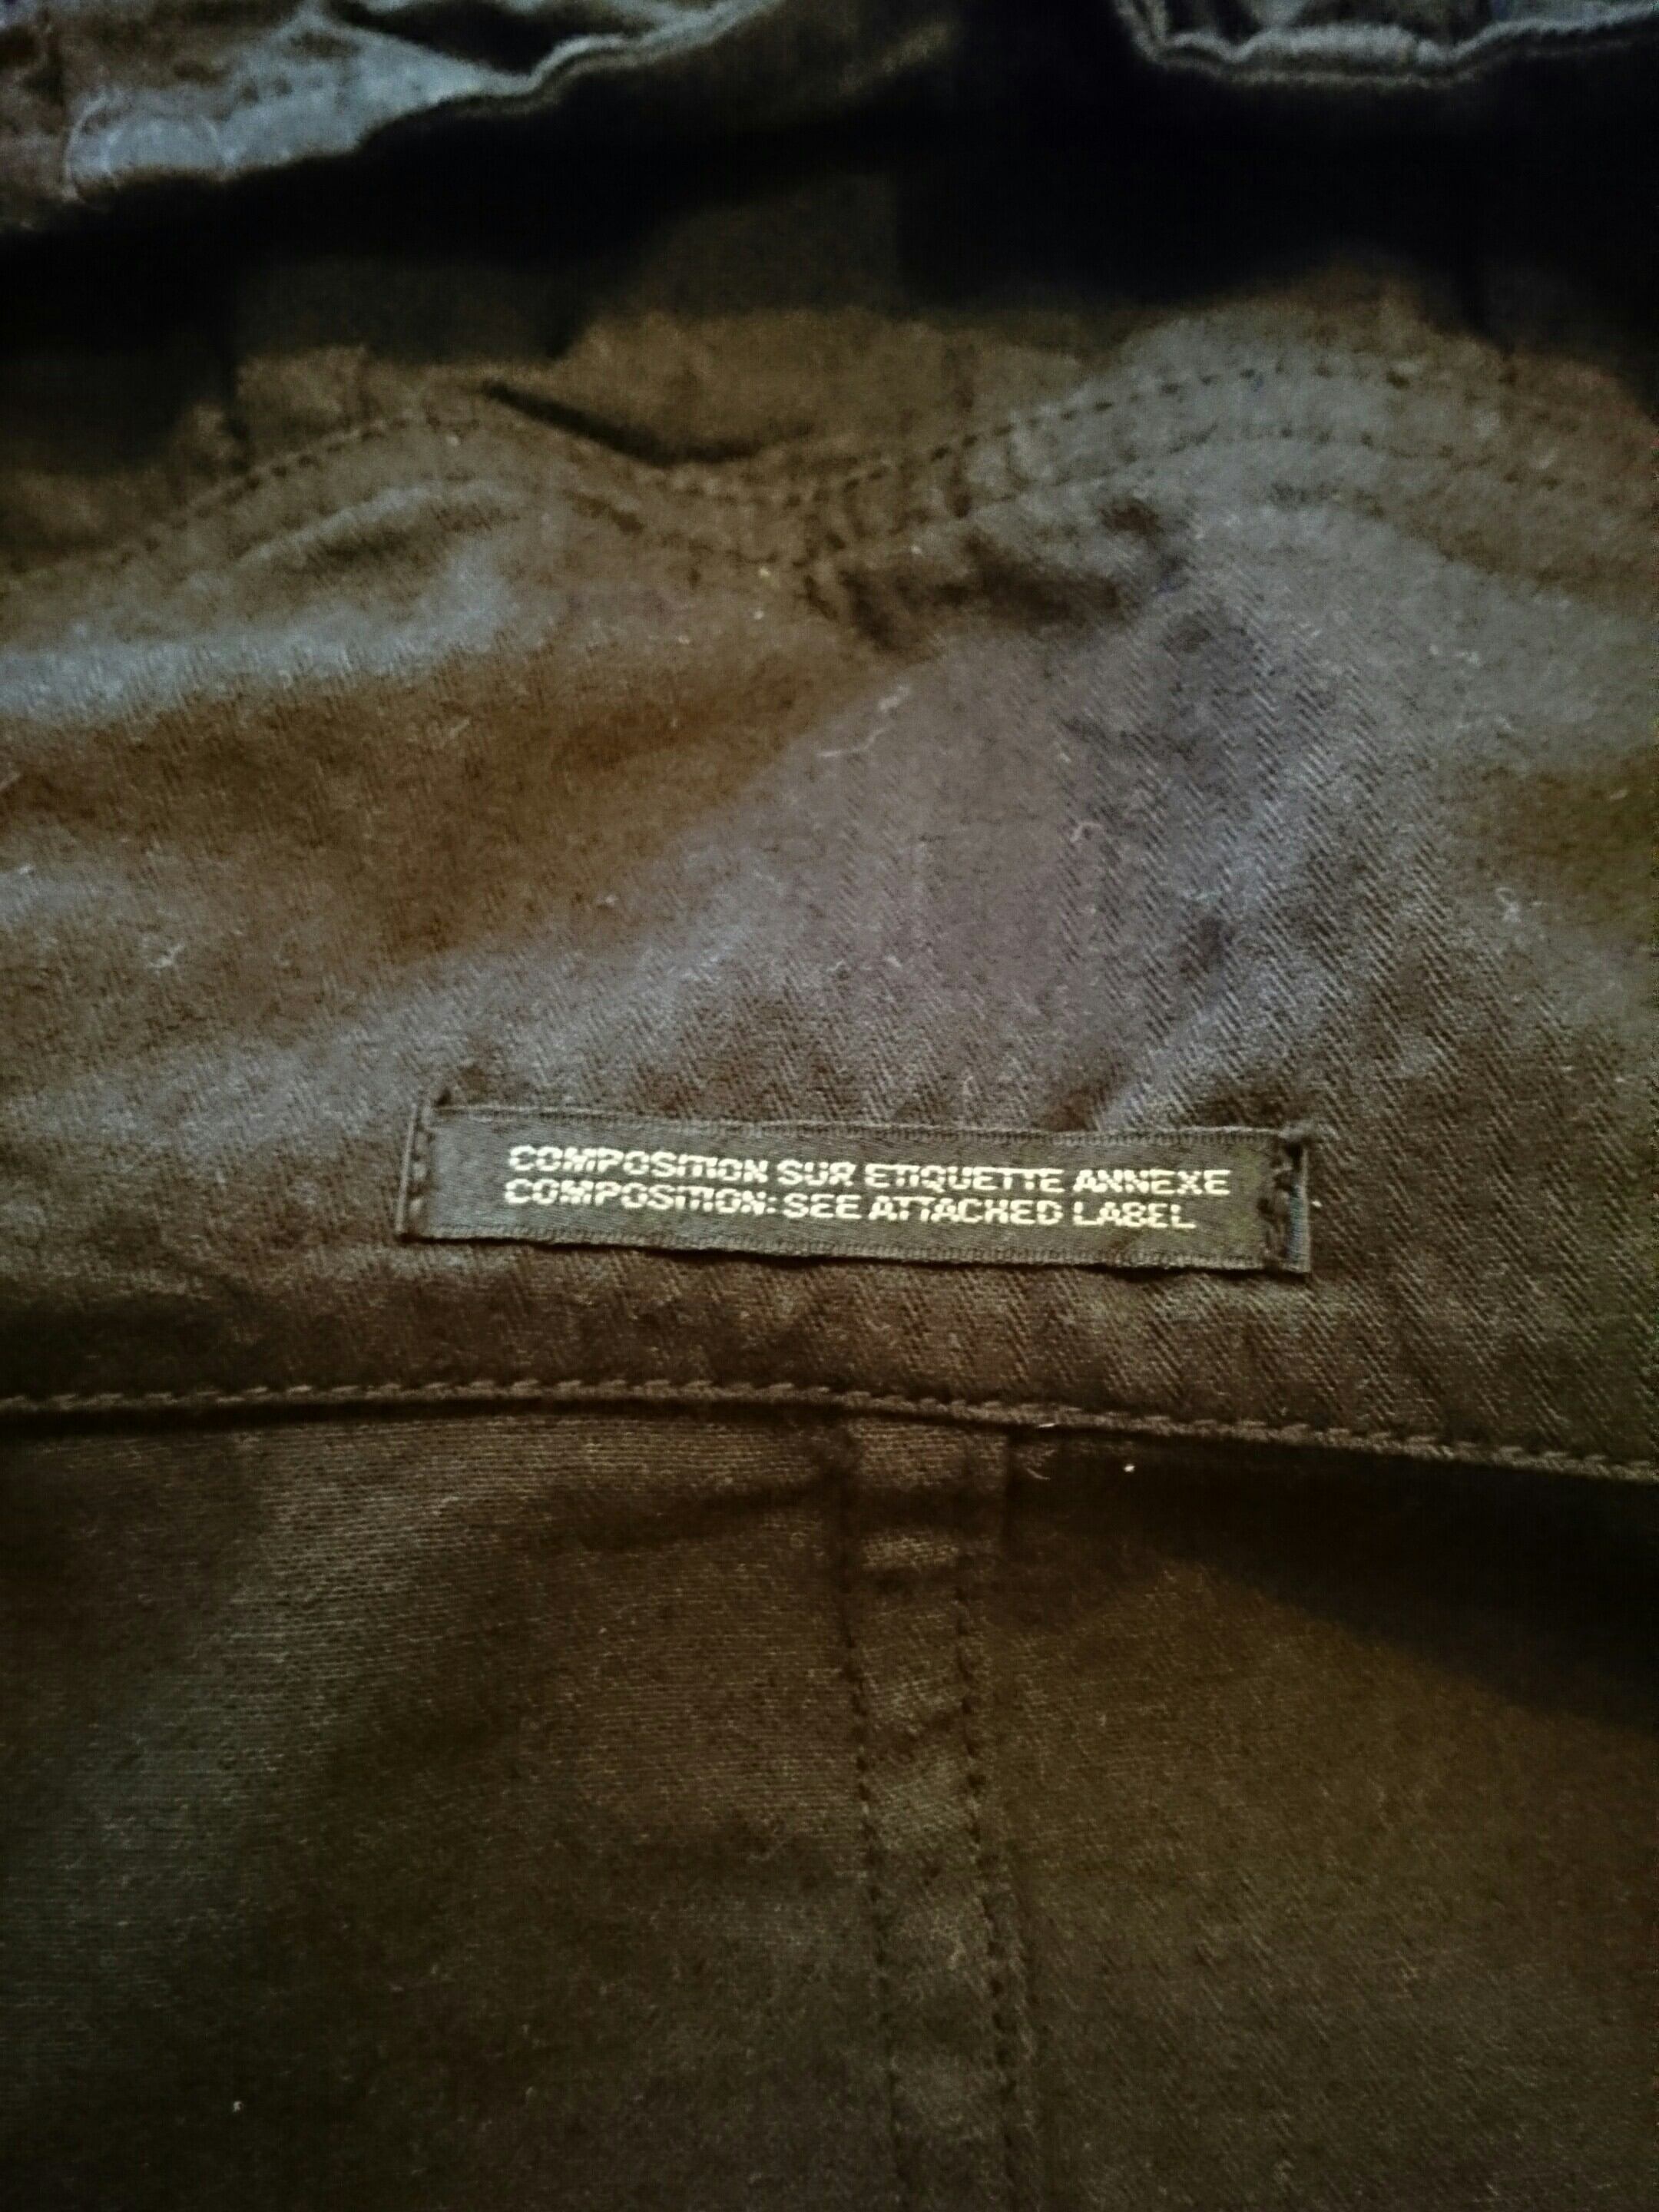 COMPOSITION SUR ETIQUETTE ANNEXE
COMPOSITION: SEE ATTACHED LABEL